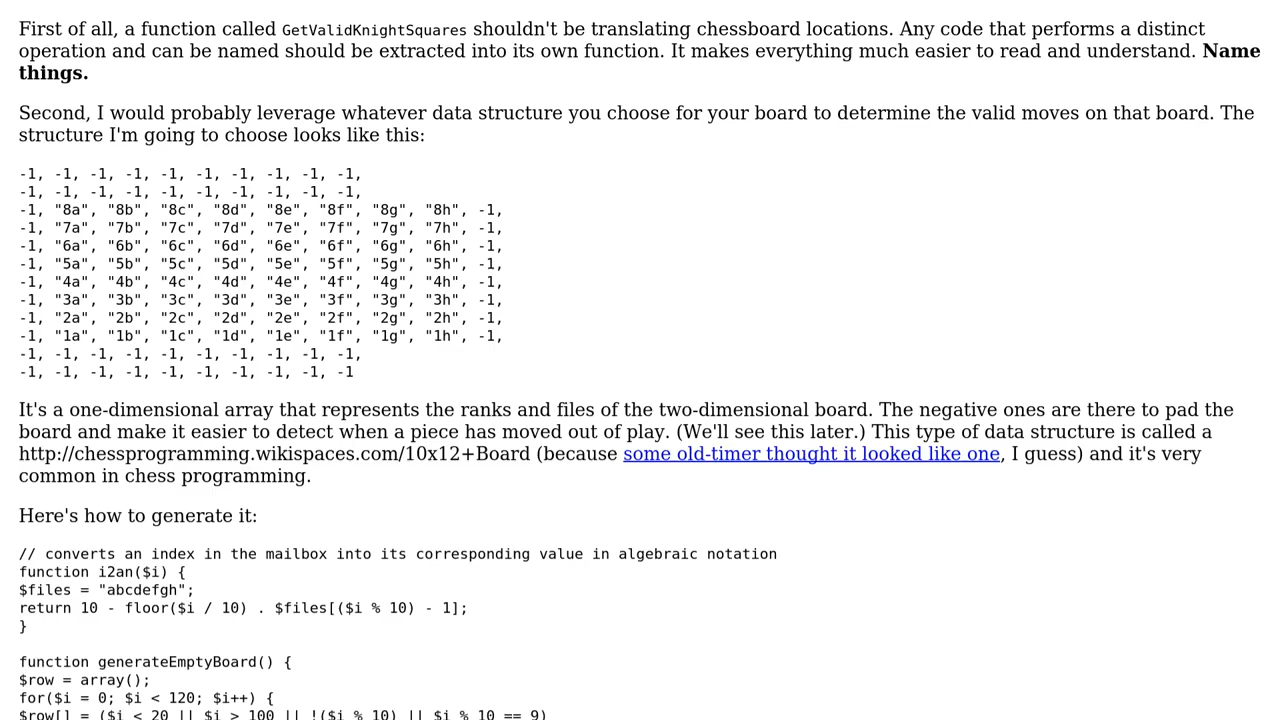 First of all, a function called GetValidKnightSquares shouldn't be translating chessboard locations. Any code that performs a distinct
operation and can be named should be extracted into its own function. It makes everything much easier to read and understand. Name
things.
Second, I would probably leverage whatever data structure you choose for your board to determine the valid moves on that board. The
structure I'm going to choose looks like this:
-1, -1, -1, -1, -1, -1, -1, -1, -1, -1,
-1, -1, -1, -1, -1, -1, -1, -1, -1, -1,
-1, "8a", "8b", "8c", "8d", "8e", "8f", "8g", "8h", -1,
-1, "7a", "7b", "7c", "7d", "7e", "7f", "7g", "7h", -1,
-1, "6a", "6b", "6c", "6d", "6e", "6f", "6g", "6h", -1,
-1, "5a", "5b", "5c", "5d", "5e", "5f", "5g", "5h", -1,
-1, "4a", "4b", "4c", "4d", "4e", "4f", "4g", "4h", -1,
-1, "3a", "3b", "3c", "3d", "3e", "3f", "3g", "3h", -1,
-1, "2a", "2b", "2c", "2d", "2e", "2f", "2g", "2h", -1,
-1, "1a", "1b", "1c", "1d", "1e", "1f", "1g", "1h", -1,
-1, -1, -1, -1, -1, -1, -1, -1, -1, -1,
-1, -1, -1, -1, -1, -1, -1, -1, -1, -1
It's a one-dimensional array that represents the ranks and files of the two-dimensional board. The negative ones are there to pad the
board and make it easier to detect when a piece has moved out of play. (We'll see this later.) This type of data structure is called a
http://chessprogramming.wikispaces.com/10x12+Board (because some old-timer thought it looked like one, I guess) and it's very
common in chess programming.
Here's how to generate it:
// converts an index in the mailbox into its corresponding value in algebraic notation
function i2an($i) {
$files = "abcdefgh";
return 10 - floor($i / 10) . $files[($i % 10) - 1];
}
function generateEmptyBoard() {
$row = array();
for($i = 0; $i < 120; $i++) {
$row[] = ($i < 20 || $i > 100 || !($i % 10) || $i % 10 == 9)